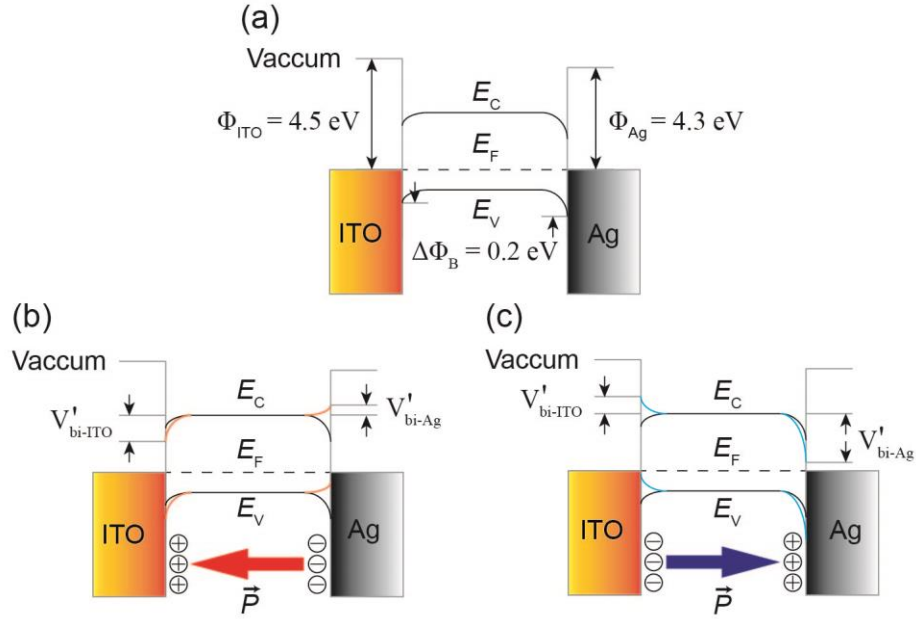 (a)
Vaccum
E_C
Φ_ITO = 4.5 eV
Φ_Ag = 4.3 eV
E_F
E_V
ITO
Ag
ΔΦ_B = 0.2 eV
(b)
Vaccum
E_C
V'_bi-ITO
V'_bi-Ag
E_F
E_V
ITO
Ag
⊕ ⊖
⊕ ⊖
⊕ ⊖
P⃗
(c)
Vaccum
E_C
V'_bi-ITO
V'_bi-Ag
E_F
E_V
ITO
Ag
⊖ ⊕
⊖ ⊕
⊖ ⊕
P⃗